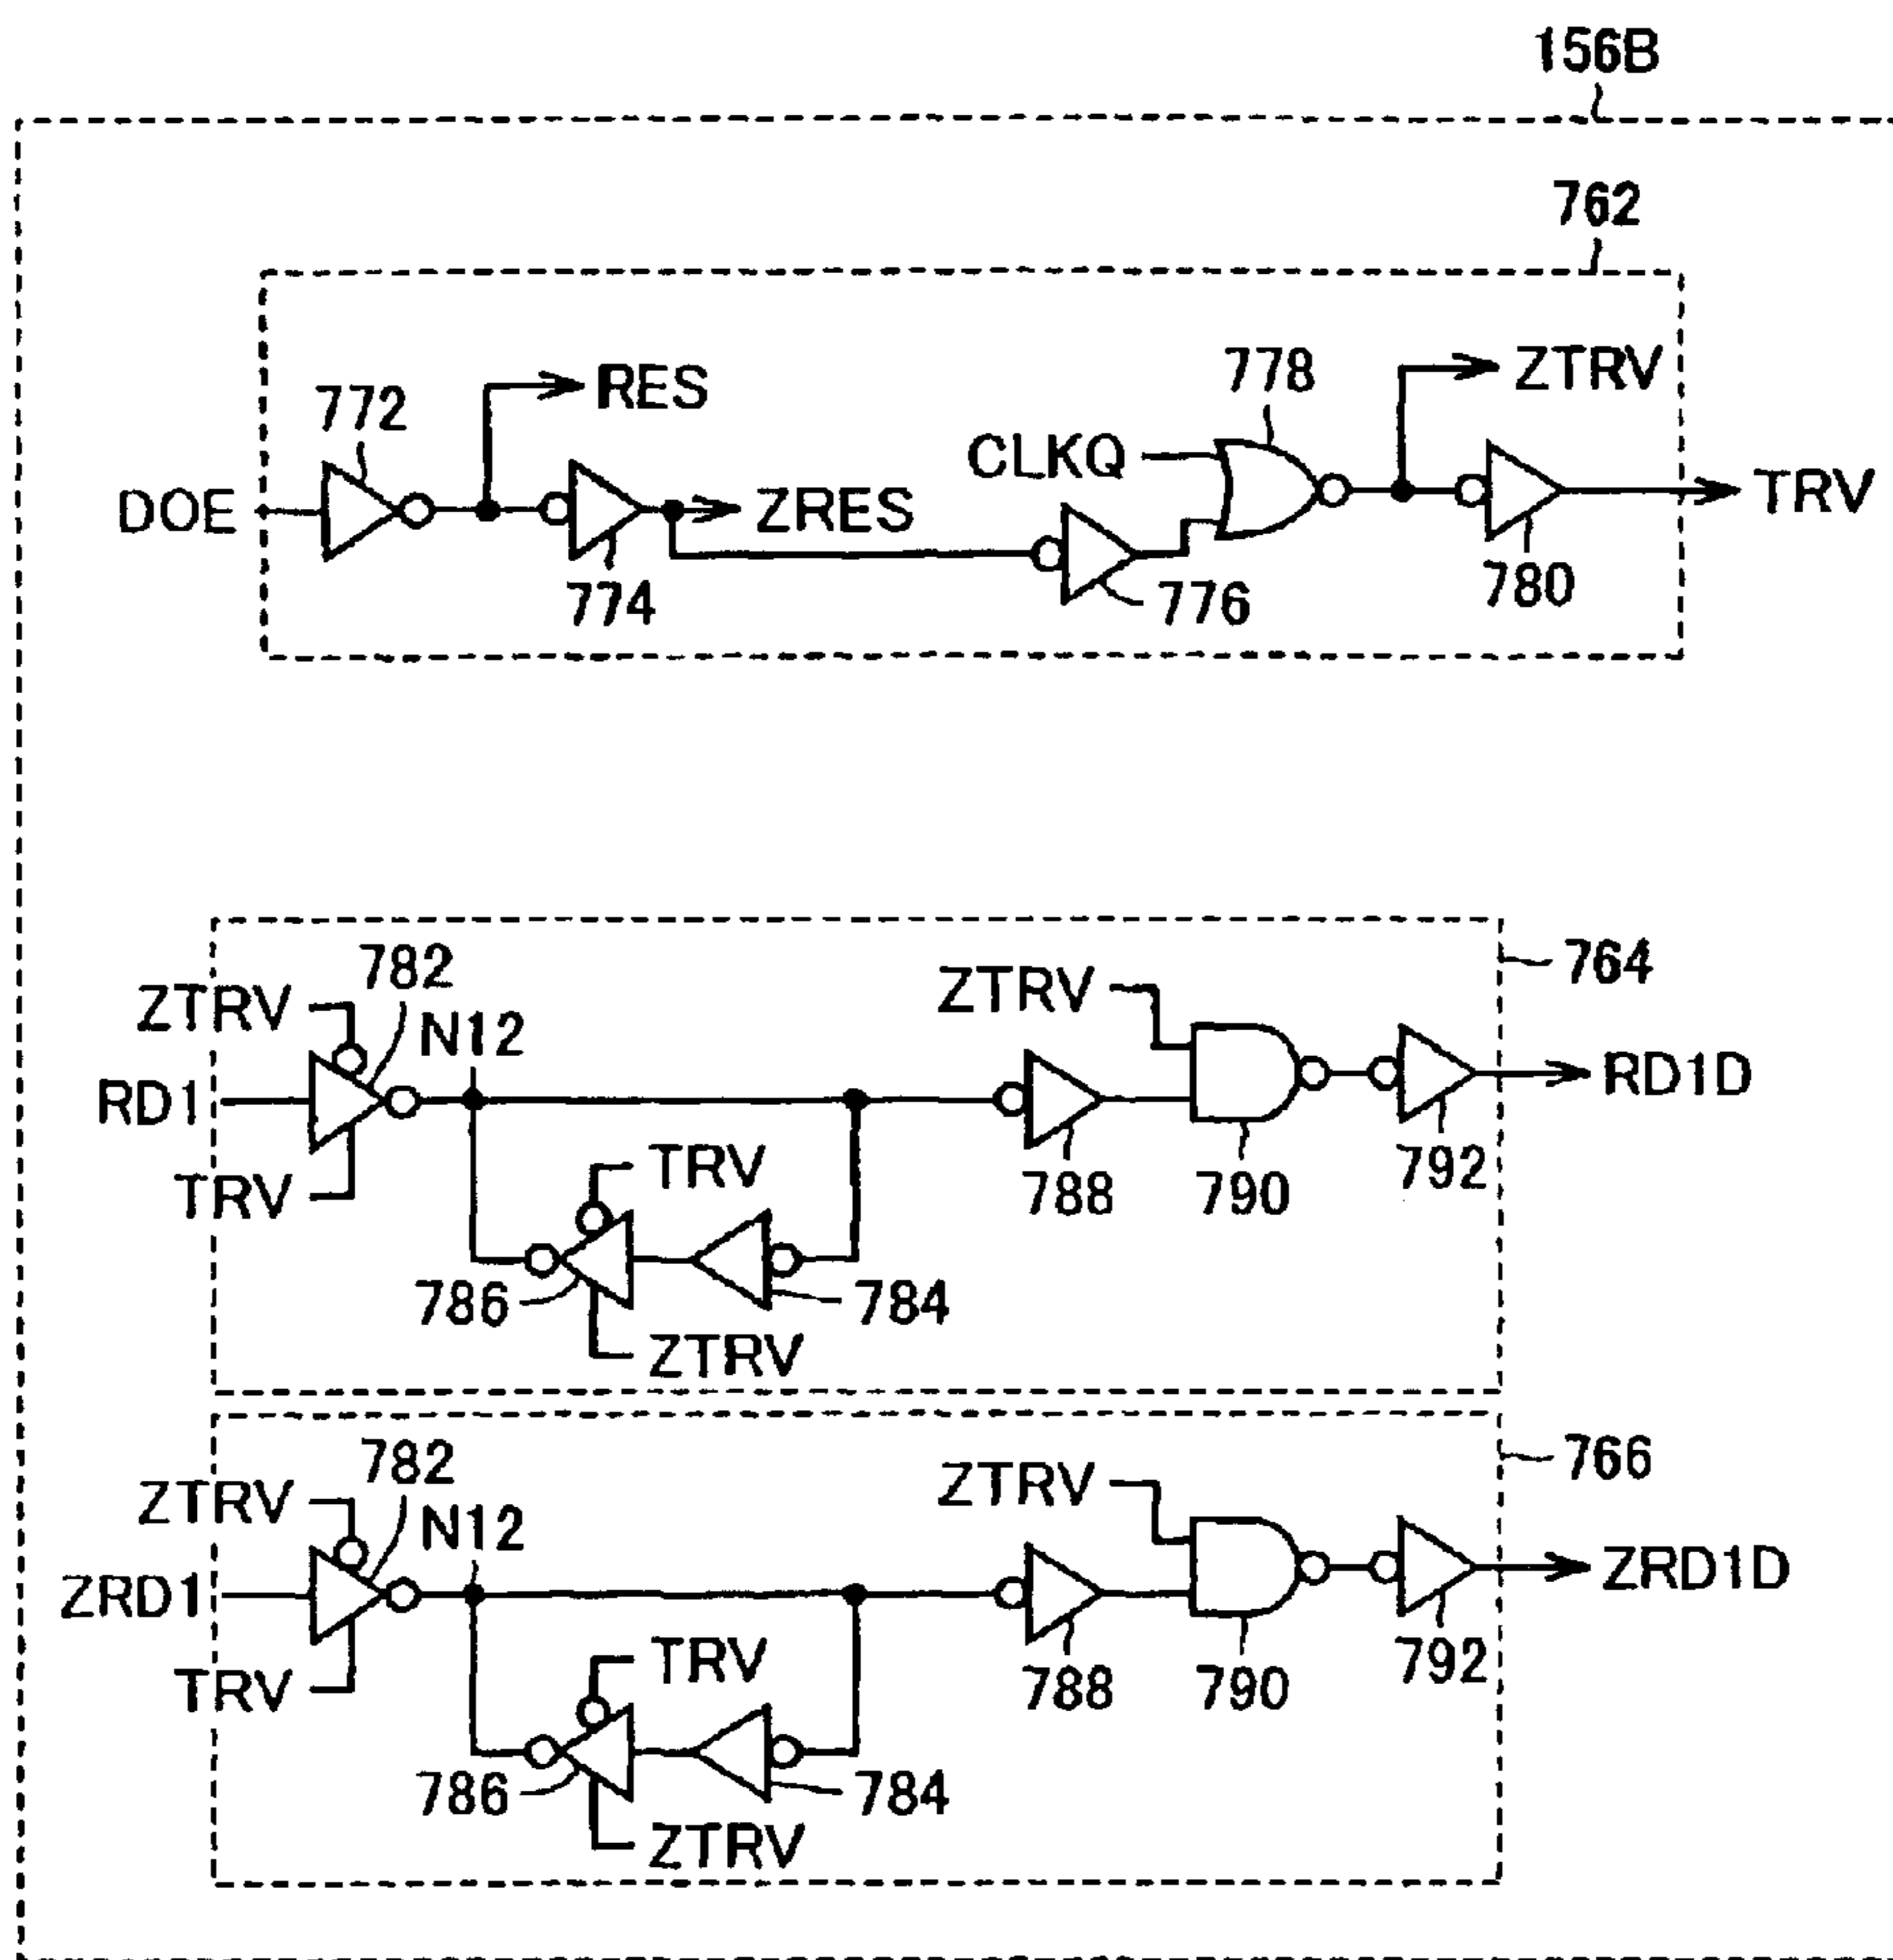 156B
762
772
RES
778
ZTRV
CLKQ
DOE
ZRES
TRV
774
776
780
764
782
ZTRV
N12
ZTRV
RD1
RD1D
TRV
TRV
788
790
792
786
784
ZTRV
766
782
ZTRV
N12
ZTRV
ZRD1
ZRD1D
TRV
TRV
788
790
792
786
784
ZTRV